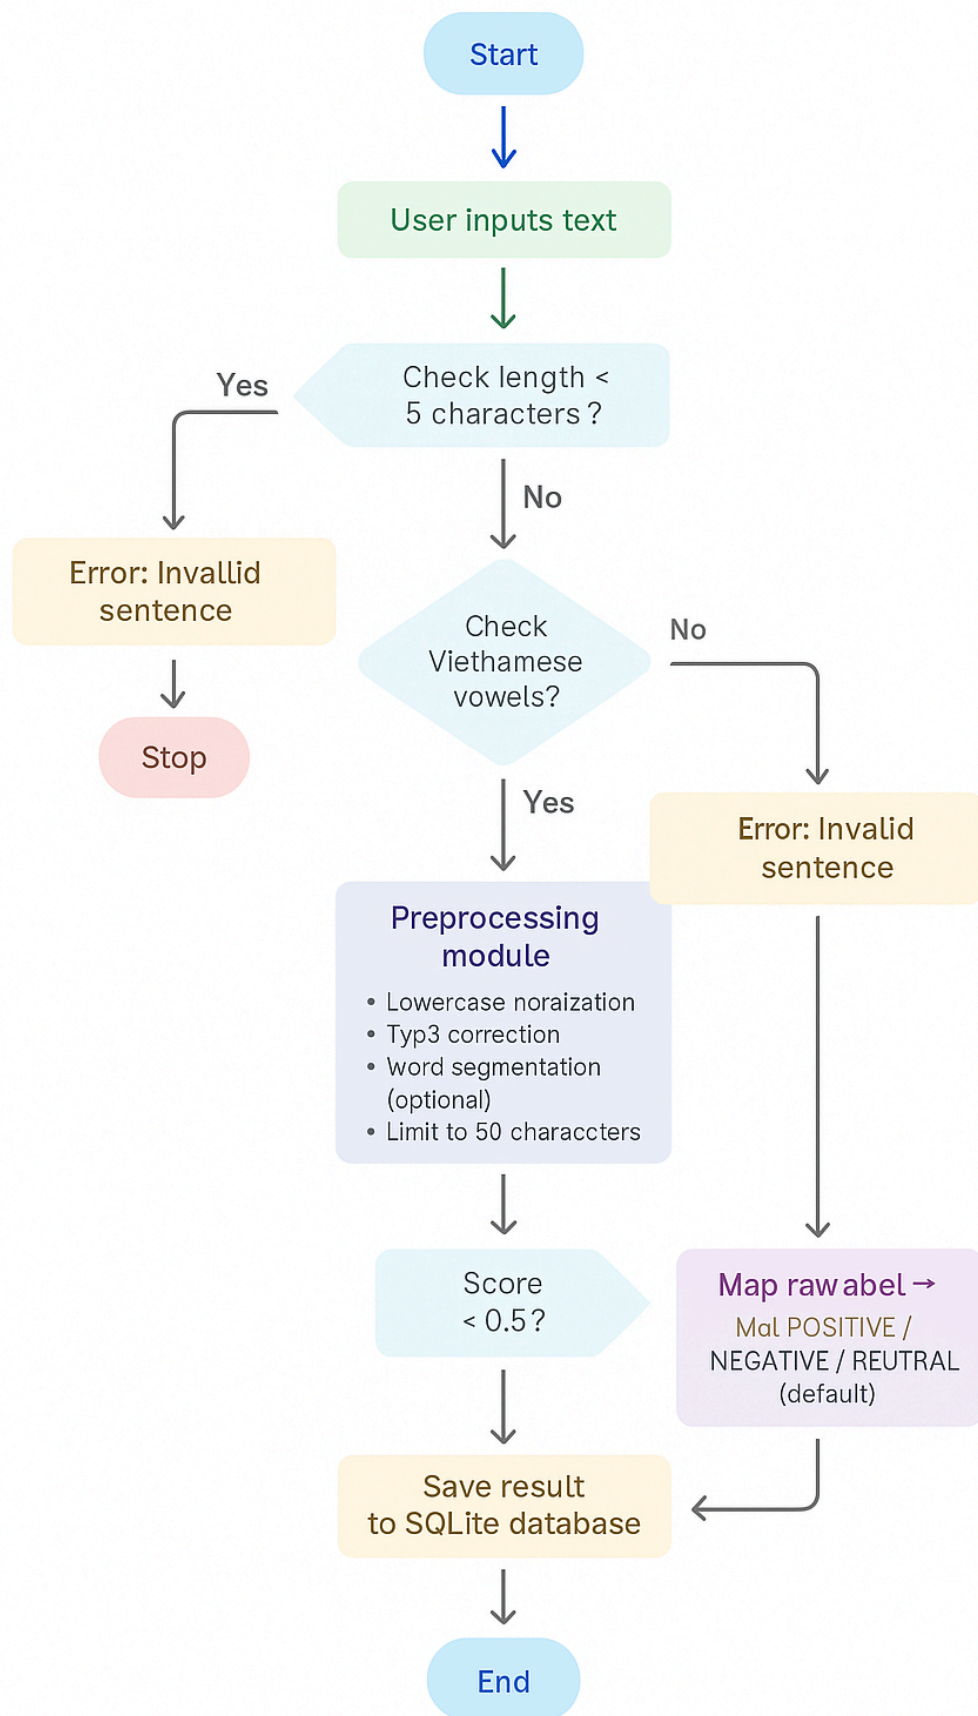 Start
User inputs text
Check length <
5 characters?
Yes
No
Error: Invallid
sentence
Stop
Check
Viethamese
vowels?
No
Yes
Error: Invalid
sentence
Preprocessing
module
• Lowercase noraization
• Typ3 correction
• word segmentation
(optional)
• Limit to 50 characcters
Score
< 0.5?
Map raw abel →
Mal POSITIVE /
NEGATIVE / REUTRAL
(default)
Save result
to SQLite database
End